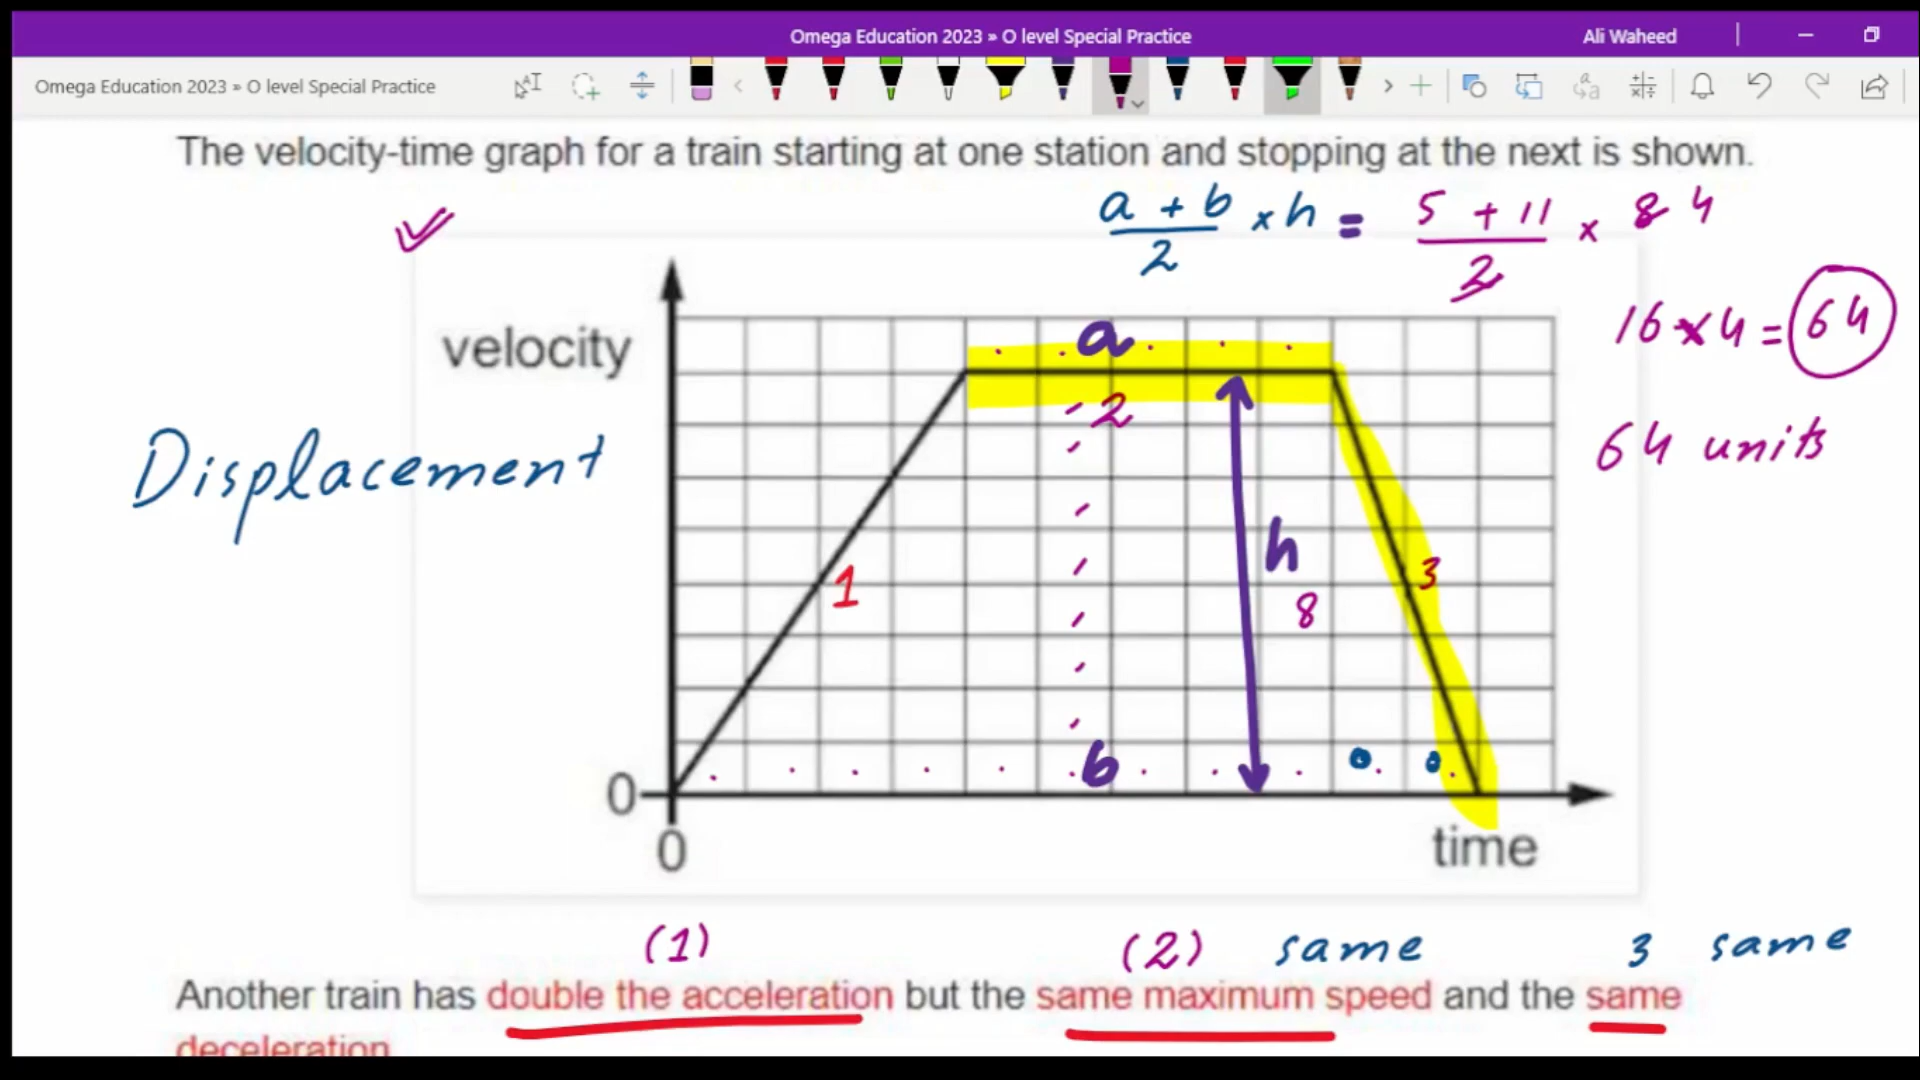 Omega Education 2023 » O level Special Practice
Ali Waheed
Omega Education 2023 » O level Special Practice
The velocity-time graph for a train starting at one station and stopping at the next is shown.
a + b / 2 × h = 5 + 11 / 2 × 8 4
16 × 4 = 64
64 units
velocity
Displacement
a
2
h
8
1
3
b
0
0
time
(1) (2) same 3 same
Another train has double the acceleration but the same maximum speed and the same
deceleration